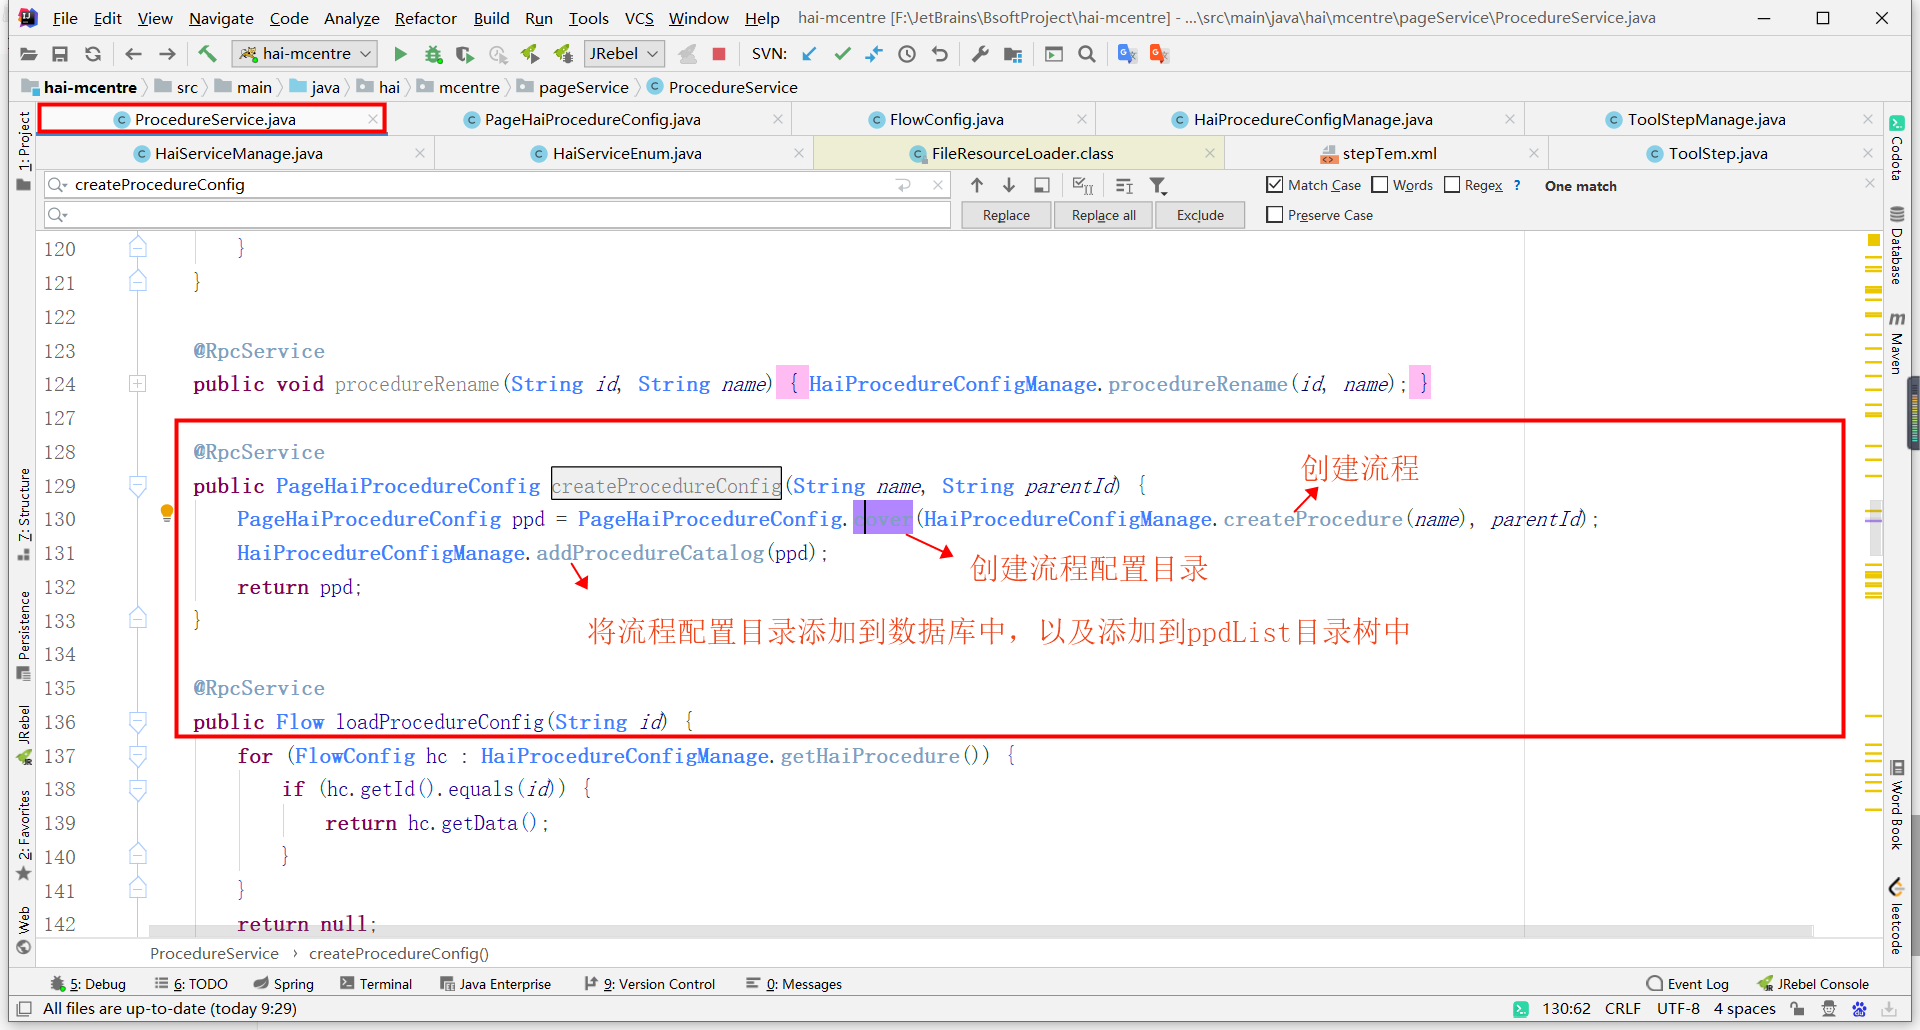 File Edit View Navigate Code Analyze Refactor Build Run Tools VCS Window Help hai-mcentre [F:\JetBrains\BsoftProject\hai-mcentre] - ...\src\main\java\hai\mcentre\pageService\ProcedureService.java
hai-mcentre JRebel SVN:
hai-mcentre src main java hai mcentre pageService ProcedureService
ProcedureService.java PageHaiProcedureConfig.java FlowConfig.java HaiProcedureConfigManage.java ToolStepManage.java
HaiServiceManage.java HaiServiceEnum.java FileResourceLoader.class stepTem.xml ToolStep.java
createProcedureConfig Match Case Words Regex ? One match
Replace Replace all Exclude Preserve Case
120 }
121 }
122
123 @RpcService
124 public void procedureRename(String id, String name) { HaiProcedureConfigManage.procedureRename(id, name); }
127
128 @RpcService
创建流程
129 public PageHaiProcedureConfig createProcedureConfig(String name, String parentId) {
130 PageHaiProcedureConfig ppd = PageHaiProcedureConfig.cover(HaiProcedureConfigManage.createProcedure(name), parentId);
131 HaiProcedureConfigManage.addProcedureCatalog(ppd);
创建流程配置目录
132 return ppd;
133 }
将流程配置目录添加到数据库中，以及添加到ppdList目录树中
134
135 @RpcService
136 public Flow loadProcedureConfig(String id) {
137 for (FlowConfig hc : HaiProcedureConfigManage.getHaiProcedure()) {
138 if (hc.getId().equals(id)) {
139 return hc.getData();
140 }
141 }
142 return null;
ProcedureService › createProcedureConfig()
1: Project
Z: Structure
Persistence
JRebel
2: Favorites
Web
Codota
Database
Maven
Word Book
leetcode
5: Debug 6: TODO Spring Terminal Java Enterprise 9: Version Control 0: Messages Event Log JRebel Console
All files are up-to-date (today 9:29) 130:62 CRLF UTF-8 4 spaces